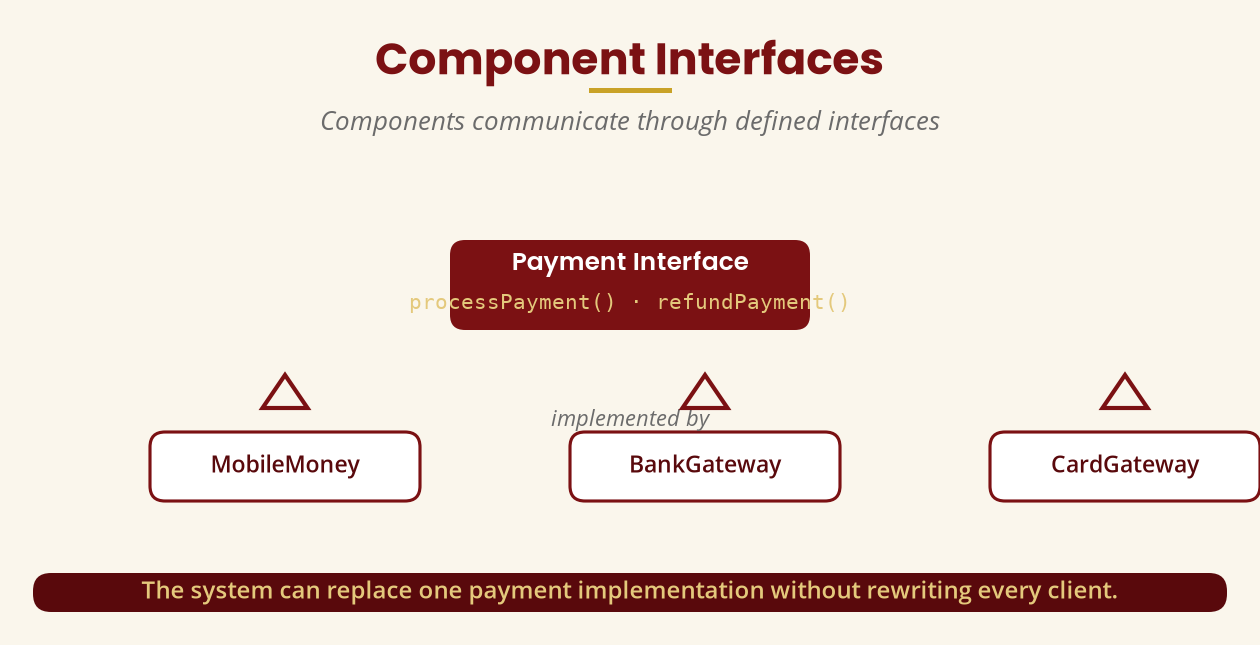 Component Interfaces
Components communicate through defined interfaces
Payment Interface
processPayment() · refundPayment()
implemented by
MobileMoney
BankGateway
CardGateway
The system can replace one payment implementation without rewriting every client.